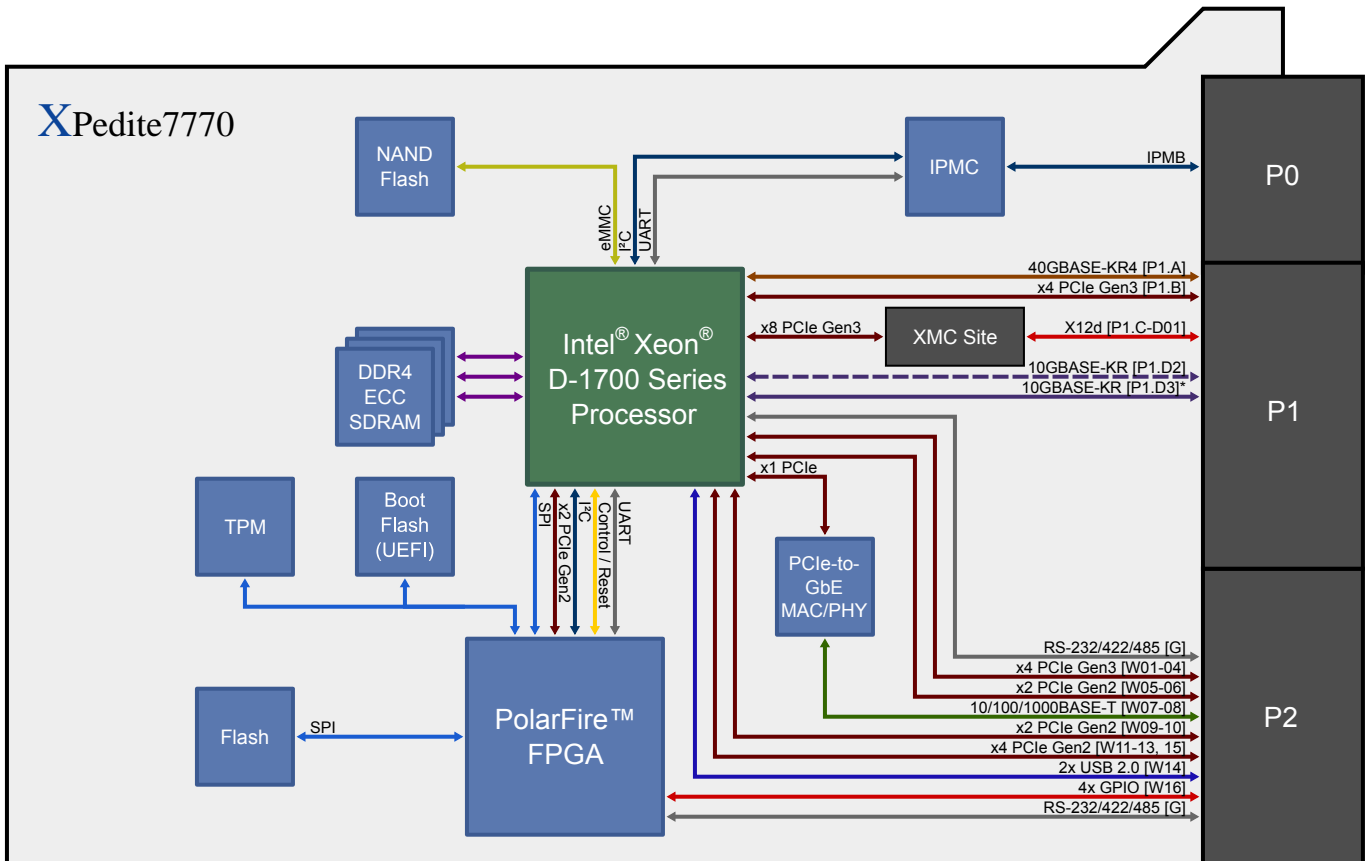 XPedite7770
NAND
Flash
IPMC
IPMB
P0
eMMC
I²C
UART
40GBASE-KR4 [P1.A]
x4 PCIe Gen3 [P1.B]
x8 PCIe Gen3
XMC Site
X12d [P1.C-D01]
Intel® Xeon®
D-1700 Series
Processor
DDR4
ECC
SDRAM
10GBASE-KR [P1.D2]
10GBASE-KR [P1.D3]*
P1
x1 PCIe
TPM
Boot
Flash
(UEFI)
SPI
x2 PCIe Gen2
I²C
Control / Reset
UART
PCIe-to-
GbE
MAC/PHY
RS-232/422/485 [G]
x4 PCIe Gen3 [W01-04]
x2 PCIe Gen2 [W05-06]
10/100/1000BASE-T [W07-08]
x2 PCIe Gen2 [W09-10]
x4 PCIe Gen2 [W11-13, 15]
2x USB 2.0 [W14]
4x GPIO [W16]
RS-232/422/485 [G]
P2
Flash
SPI
PolarFire™
FPGA